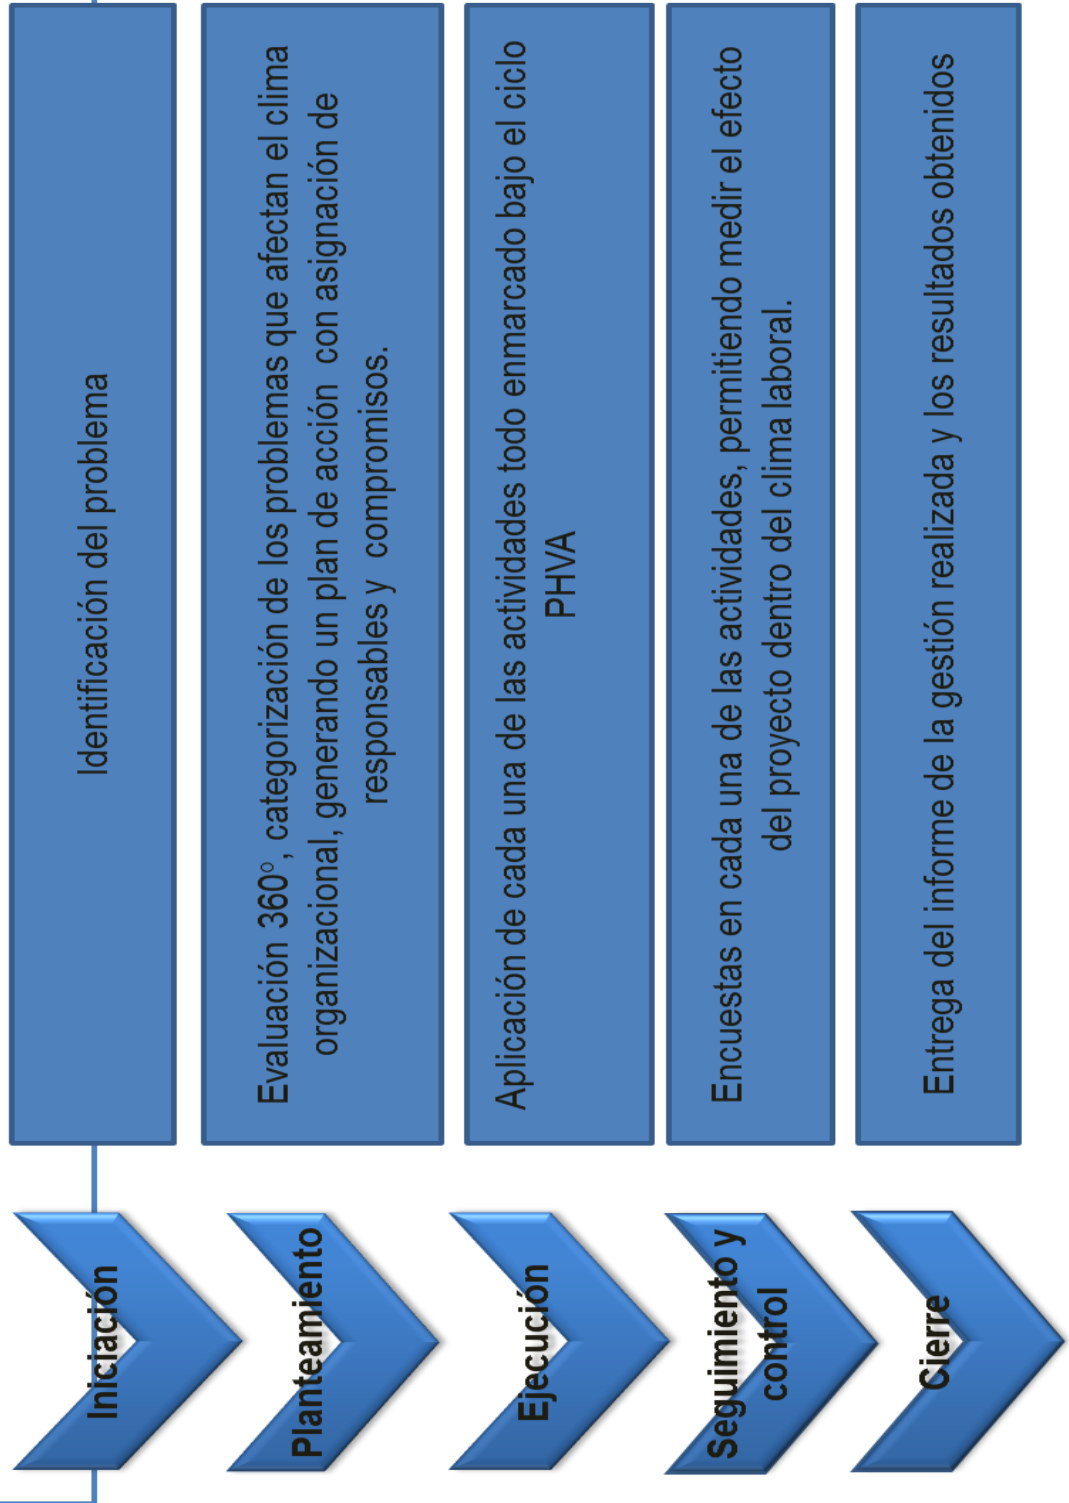 Iniciación
Identificación del problema
Planteamiento
Evaluación 360°, categorización de los problemas que afectan el clima
organizacional, generando un plan de acción con asignación de
responsables y compromisos.
Ejecución
Aplicación de cada una de las actividades todo enmarcado bajo el ciclo
PHVA
Seguimiento y
control
Encuestas en cada una de las actividades, permitiendo medir el efecto
del proyecto dentro del clima laboral.
Cierre
Entrega del informe de la gestión realizada y los resultados obtenidos